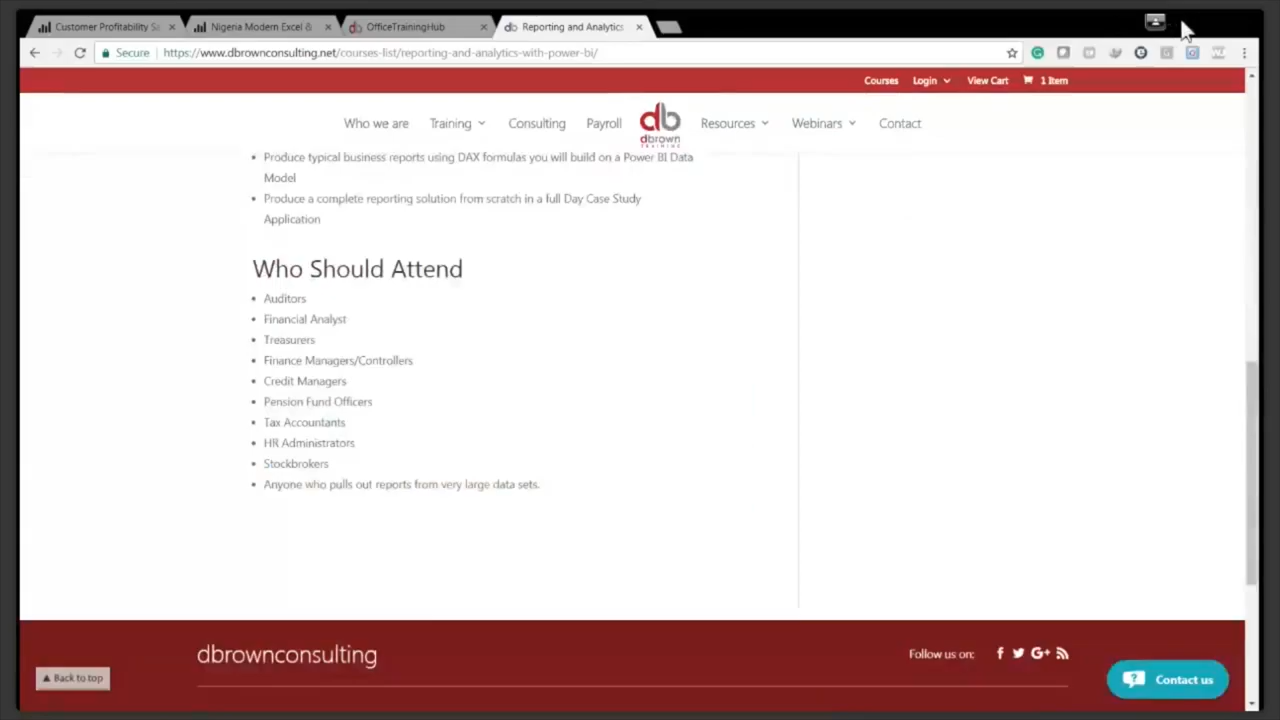 Customer Profitability Sa
Nigeria Modern Excel &
OfficeTrainingHub
Reporting and Analytics
Secure
https://www.dbrownconsulting.net/courses-list/reporting-and-analytics-with-power-bi/
Courses
Login
View Cart
1 Item
Who we are
Training
Consulting
Payroll
db
dbrown
TRAINING
Resources
Webinars
Contact
• Produce typical business reports using DAX formulas you will build on a Power BI Data
Model
• Produce a complete reporting solution from scratch in a full Day Case Study
Application
Who Should Attend
• Auditors
• Financial Analyst
• Treasurers
• Finance Managers/Controllers
• Credit Managers
• Pension Fund Officers
• Tax Accountants
• HR Administrators
• Stockbrokers
• Anyone who pulls out reports from very large data sets.
dbrownconsulting
Follow us on:
Back to top
Contact us